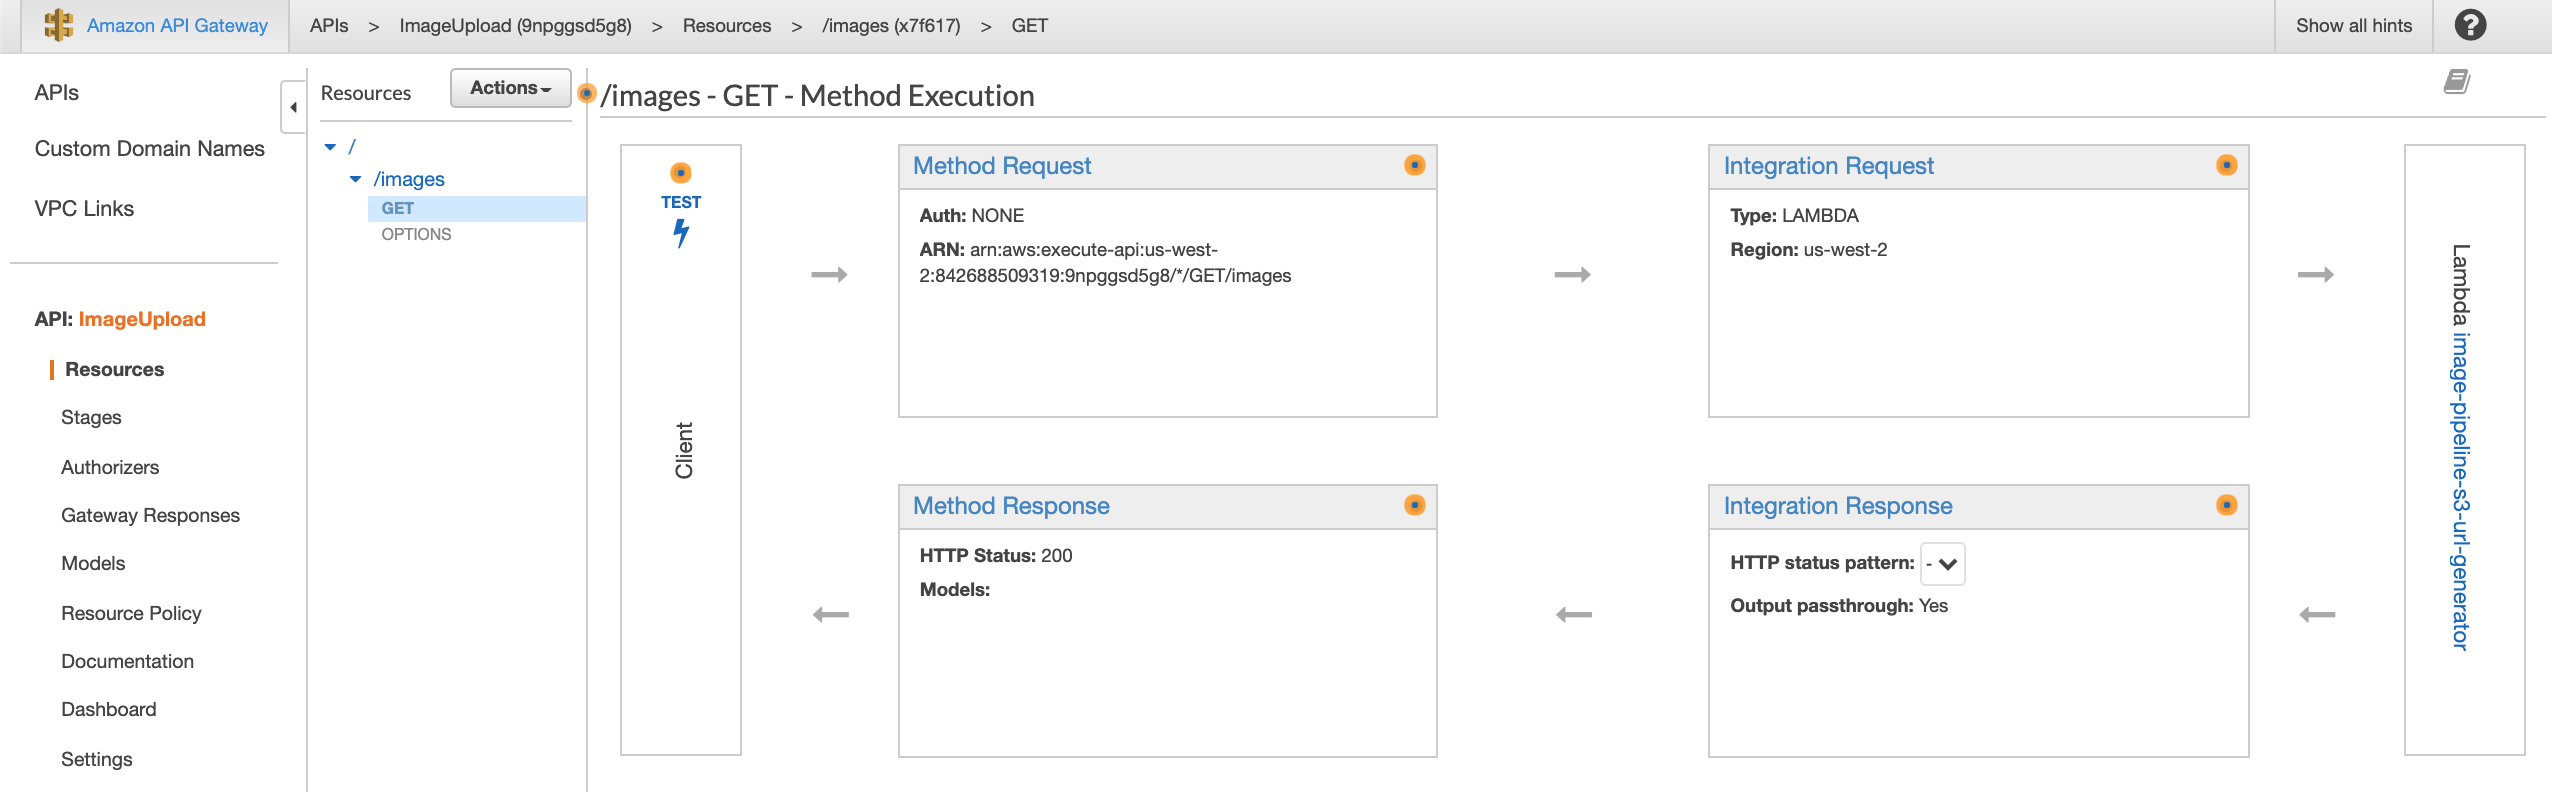 Amazon API Gateway
APIs > ImageUpload (9npggsd5g8) > Resources > /images (x7f617) > GET
Show all hints
?
APIs
Custom Domain Names
VPC Links
API: ImageUpload
Resources
Stages
Authorizers
Gateway Responses
Models
Resource Policy
Documentation
Dashboard
Settings
Resources
Actions
/
/images
GET
OPTIONS
/images - GET - Method Execution
TEST
Client
Method Request
Auth: NONE
ARN: arn:aws:execute-api:us-west-
2:842688509319:9npggsd5g8/*/GET/images
Integration Request
Type: LAMBDA
Region: us-west-2
Method Response
HTTP Status: 200
Models:
Integration Response
HTTP status pattern: -
Output passthrough: Yes
Lambda image-pipeline-s3-url-generator